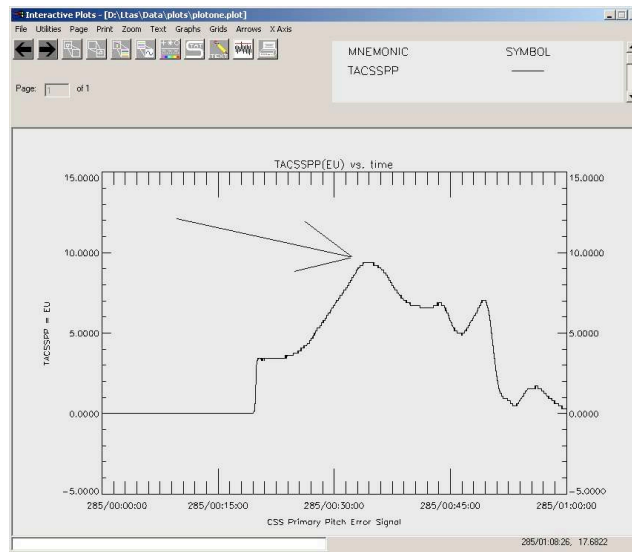 Interactive Plots - [D:\Ltas\Data\plots\plotone.plot]
File Utilities Page Print Zoom Text Graphs Grids Arrows X Axis
MNEMONIC SYMBOL
TACSSPP
Page: 1 of 1
TACSSPP(EU) vs. time
15.0000 15.0000
10.0000 10.0000
5.0000 5.0000
0.0000 0.0000
-5.0000 -5.0000
TACSSPP = EU
285/00:00:00 285/00:15:00 285/00:30:00 285/00:45:00 285/01:00:00
CSS Primary Pitch Error Signal
285/01:08:26, 17.6822